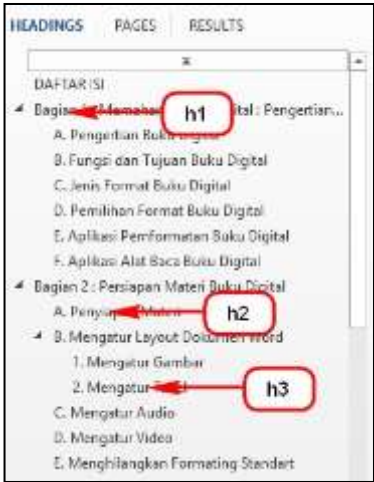 HEADINGS PAGES RESULTS
DAFTAR ISI
Bagian : Pengertian...
h1
A. Pengertian Buku Digital
B. Fungsi dan Tujuan Buku Digital
C. Jenis Format Buku Digital
D. Pemilihan Format Buku Digital
E. Aplikasi Pemformatan Buku Digital
F. Aplikasi Alat Baca Buku Digital
Bagian 2 : Persiapan Materi Buku Digital
A.
h2
B. Mengatur Layout Dokumen Word
1. Mengatur Gambar
2. Mengatur
h3
C. Mengatur Audio
D. Mengatur Video
E. Menghilangkan Formating Standart